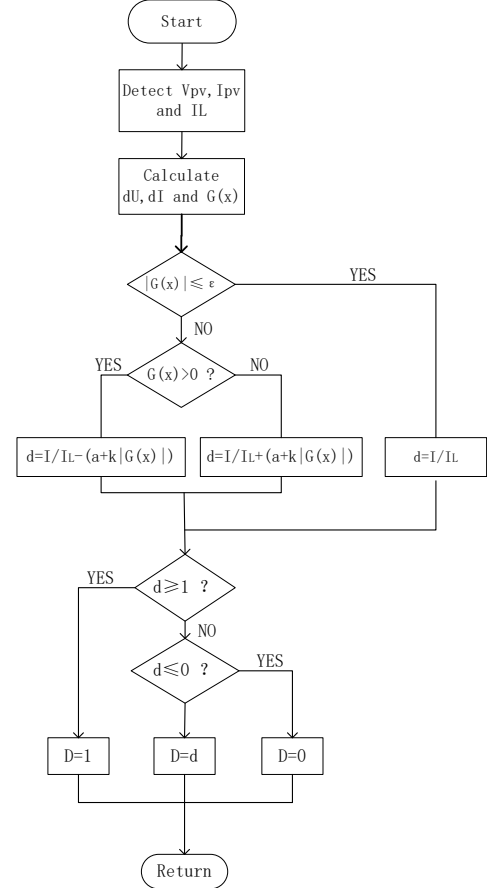 Start
Detect Vpv,Ipv
and IL
Calculate
dU,dI and G(x)
|G(x)|≤ ε
YES
NO
YES
G(x)>0 ?
NO
d=I/IL-(a+k|G(x)|)
d=I/IL+(a+k|G(x)|)
d=I/IL
YES
d≥1 ?
NO
d≤0 ?
YES
D=1
D=d
D=0
Return